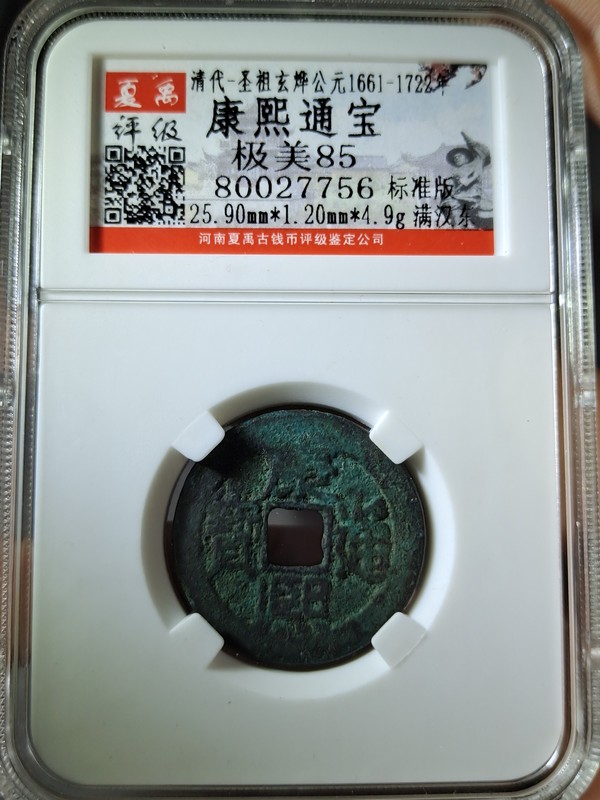 夏禹
评级
清代-圣祖玄烨公元1661-1722年
康熙通宝
极美85
80027756 标准版
25.90mm*1.20mm*4.9g 满汉东
河南夏禹古钱币评级鉴定公司
康熙通寳